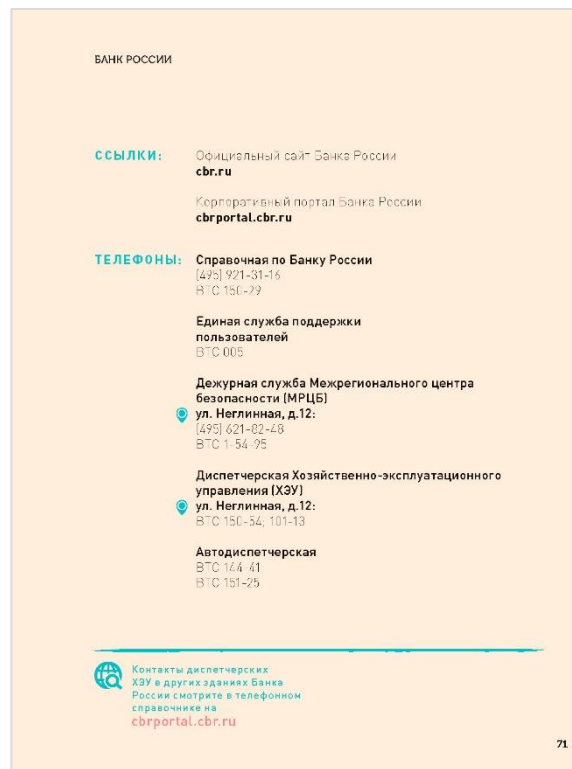 БАНК РОССИИ
ССЫЛКИ: Официальный сайт Банка России
cbr.ru
Корпоративный портал Банка России
cbrportal.cbr.ru
ТЕЛЕФОНЫ: Справочная по Банку России
(495) 921-31-16
ВТС 150-29
Единая служба поддержки
пользователей
ВТС 005
Дежурная служба Межрегионального центра
безопасности (МРЦБ)
ул. Неглинная, д.12:
(495) 621-82-48
ВТС 1-54-95
Диспетчерская Хозяйственно-эксплуатационного
управления (ХЭУ)
ул. Неглинная, д.12:
ВТС 150-54; 101-13
Автодиспетчерская
ВТС 144-41
ВТС 151-25
Контакты диспетчерских
ХЭУ в других зданиях Банка
России смотрите в телефонном
справочнике на
cbrportal.cbr.ru
71